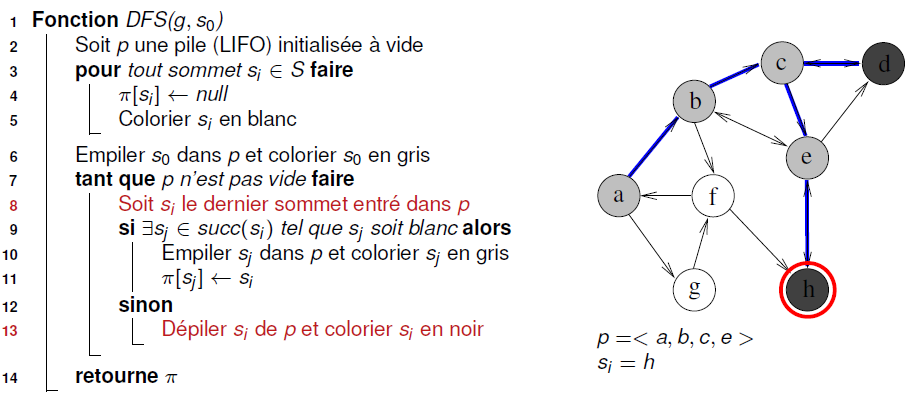 1 Fonction DFS(g, s₀)
2 Soit p une pile (LIFO) initialisée à vide
3 pour tout sommet sᵢ ∈ S faire
4 π[sᵢ] ← null
5 Colorier sᵢ en blanc
6 Empiler s₀ dans p et colorier s₀ en gris
7 tant que p n'est pas vide faire
8 Soit sᵢ le dernier sommet entré dans p
9 si ∃sⱼ ∈ succ(sᵢ) tel que sⱼ soit blanc alors
10 Empiler sⱼ dans p et colorier sⱼ en gris
11 π[sⱼ] ← sᵢ
12 sinon
13 Dépiler sᵢ de p et colorier sᵢ en noir
14 retourne π
c
d
b
e
a
f
g
h
p =< a, b, c, e >
sᵢ = h